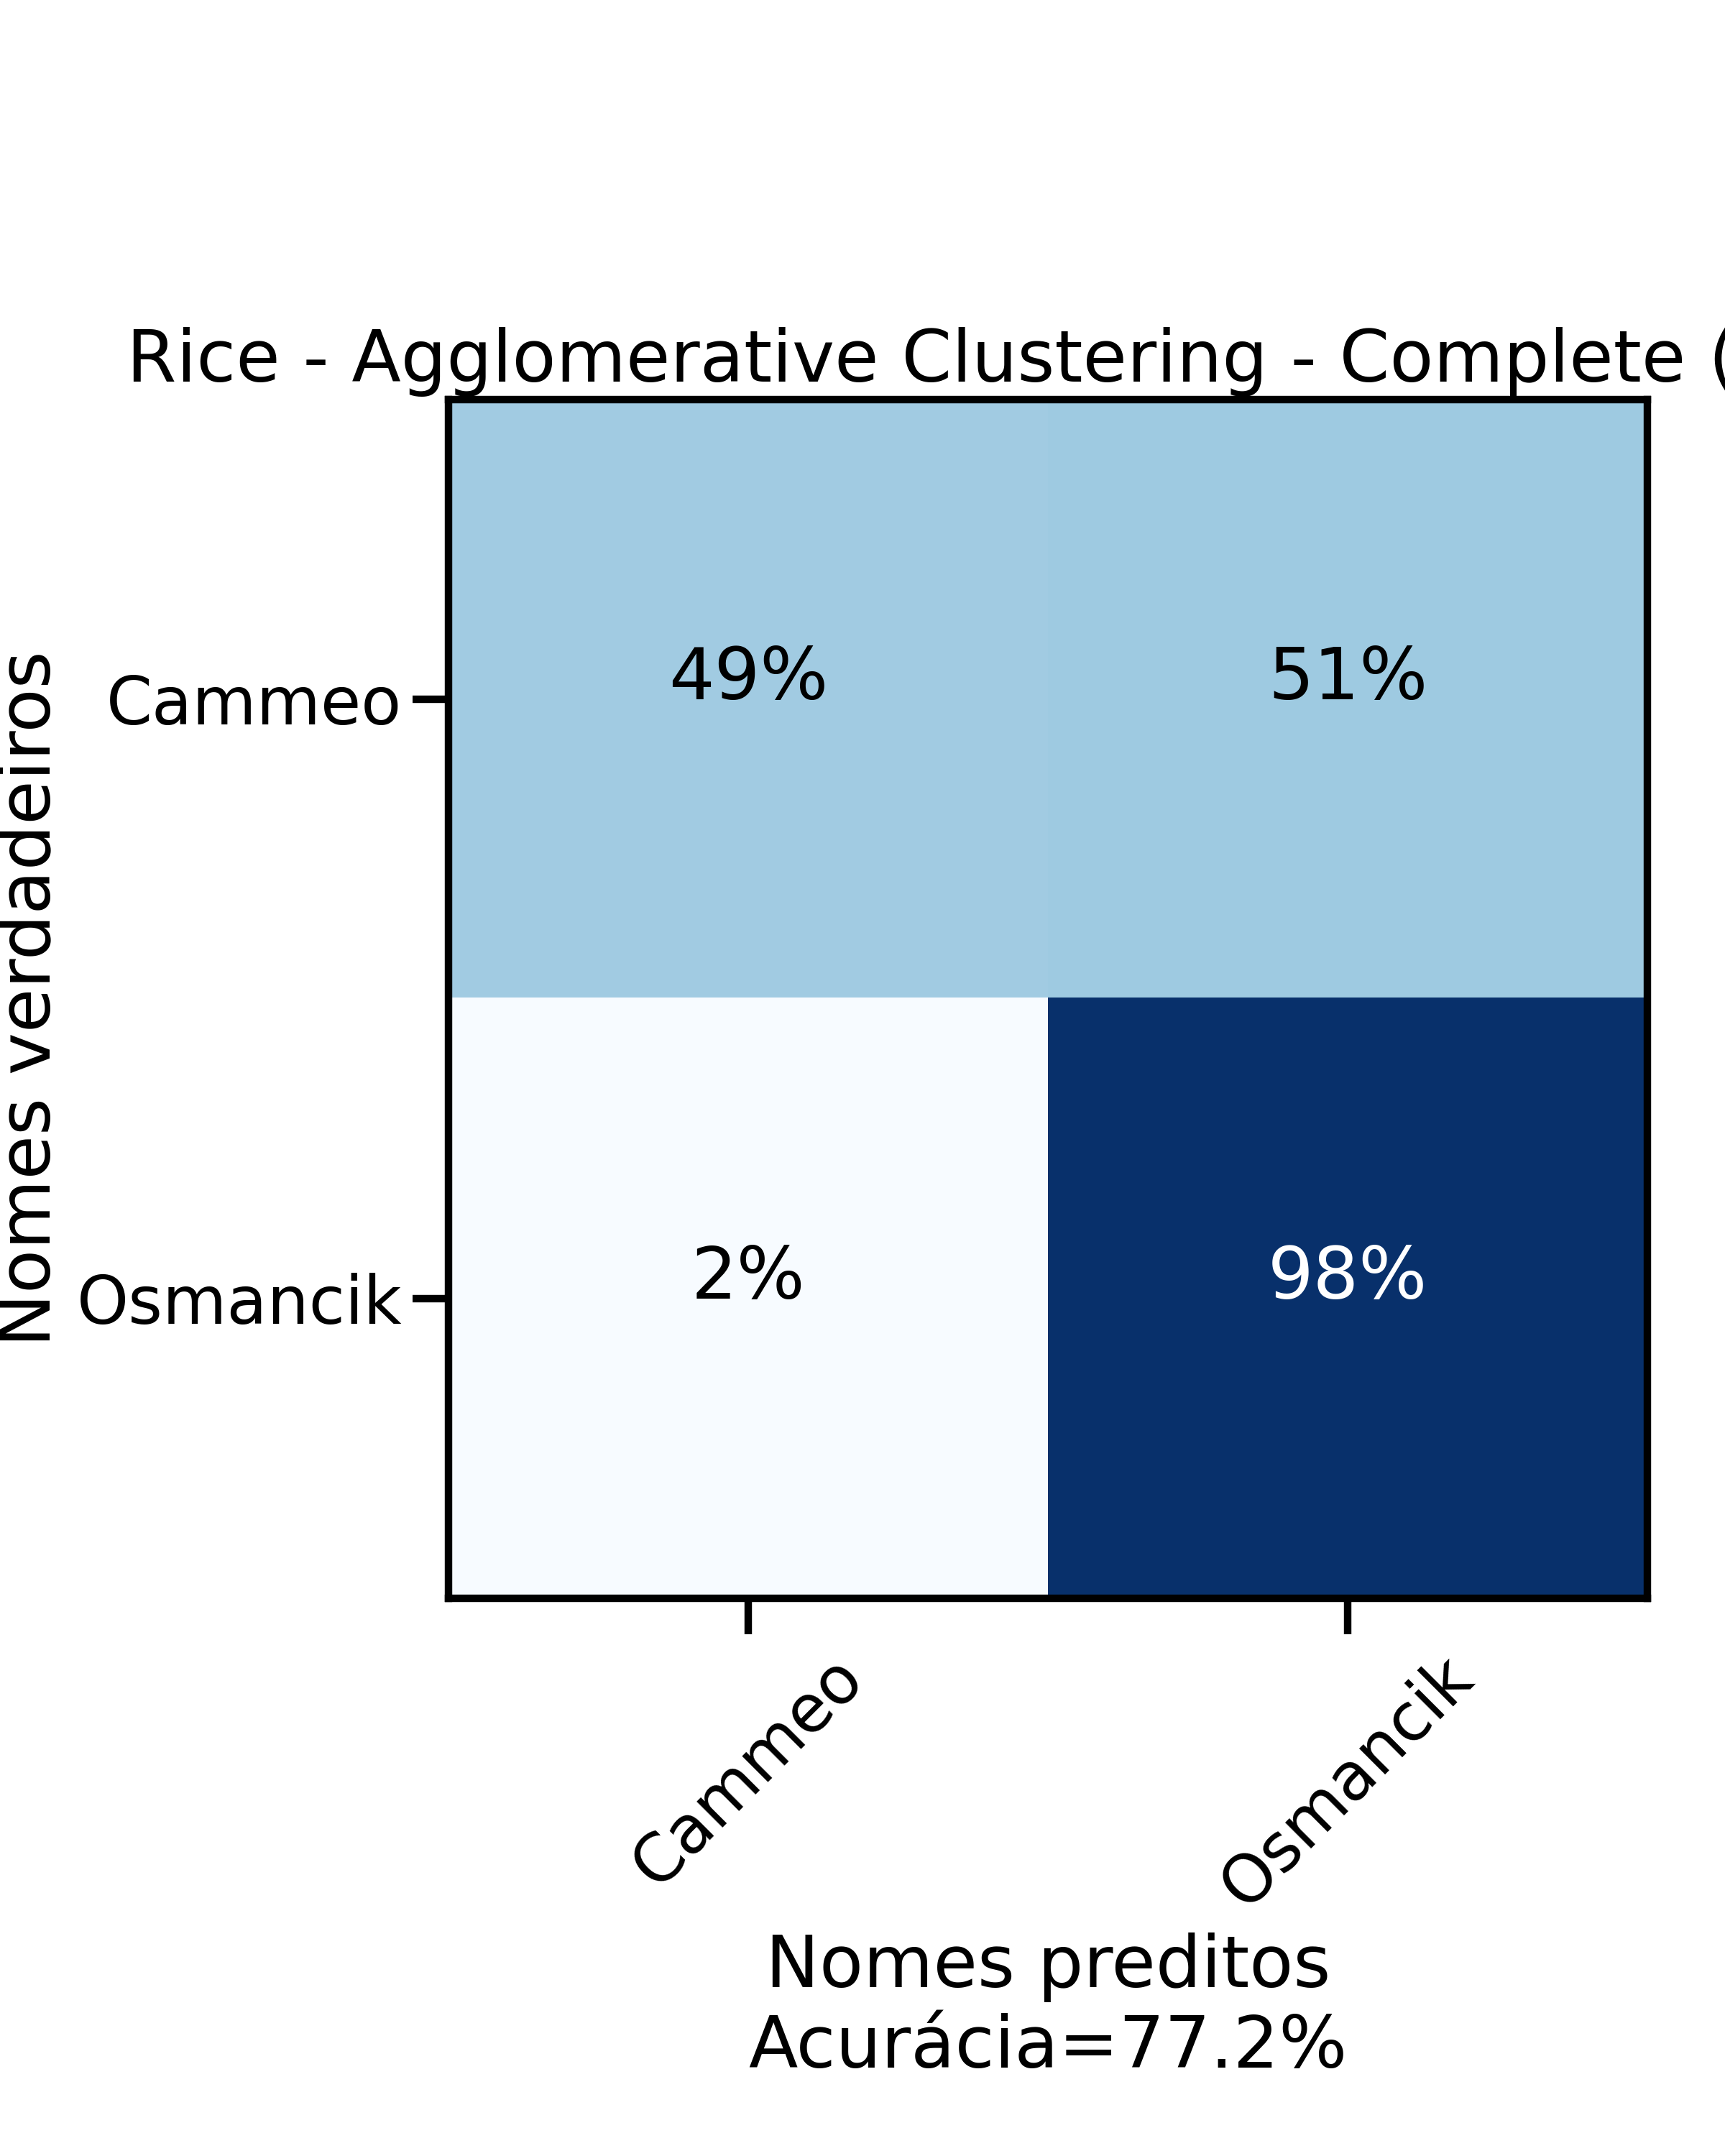 Rice - Agglomerative Clustering - Complete (
Nomes verdadeiros
Cammeo
49%
51%
Osmancik
2%
98%
Cammeo
Osmancik
Nomes preditos
Acurácia=77.2%